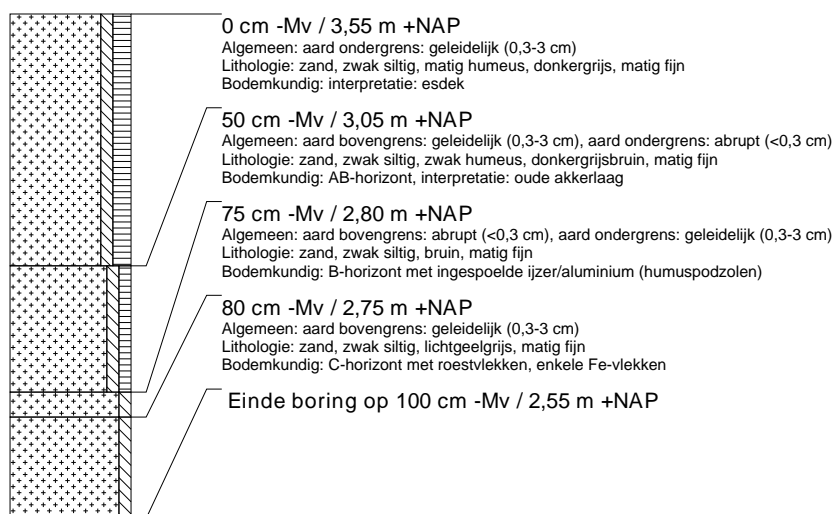 0 cm -Mv / 3,55 m +NAP
Algemeen: aard ondergrens: geleidelijk (0,3-3 cm)
Lithologie: zand, zwak siltig, matig humeus, donkergrijs, matig fijn
Bodemkundig: interpretatie: esdek
50 cm -Mv / 3,05 m +NAP
Algemeen: aard bovengrens: geleidelijk (0,3-3 cm), aard ondergrens: abrupt (<0,3 cm)
Lithologie: zand, zwak siltig, zwak humeus, donkergrijsbruin, matig fijn
Bodemkundig: AB-horizont, interpretatie: oude akkerlaag
75 cm -Mv / 2,80 m +NAP
Algemeen: aard bovengrens: abrupt (<0,3 cm), aard ondergrens: geleidelijk (0,3-3 cm)
Lithologie: zand, zwak siltig, bruin, matig fijn
Bodemkundig: B-horizont met ingespoelde ijzer/aluminium (humuspodzolen)
80 cm -Mv / 2,75 m +NAP
Algemeen: aard bovengrens: geleidelijk (0,3-3 cm)
Lithologie: zand, zwak siltig, lichtgeelgrijs, matig fijn
Bodemkundig: C-horizont met roestvlekken, enkele Fe-vlekken
Einde boring op 100 cm -Mv / 2,55 m +NAP